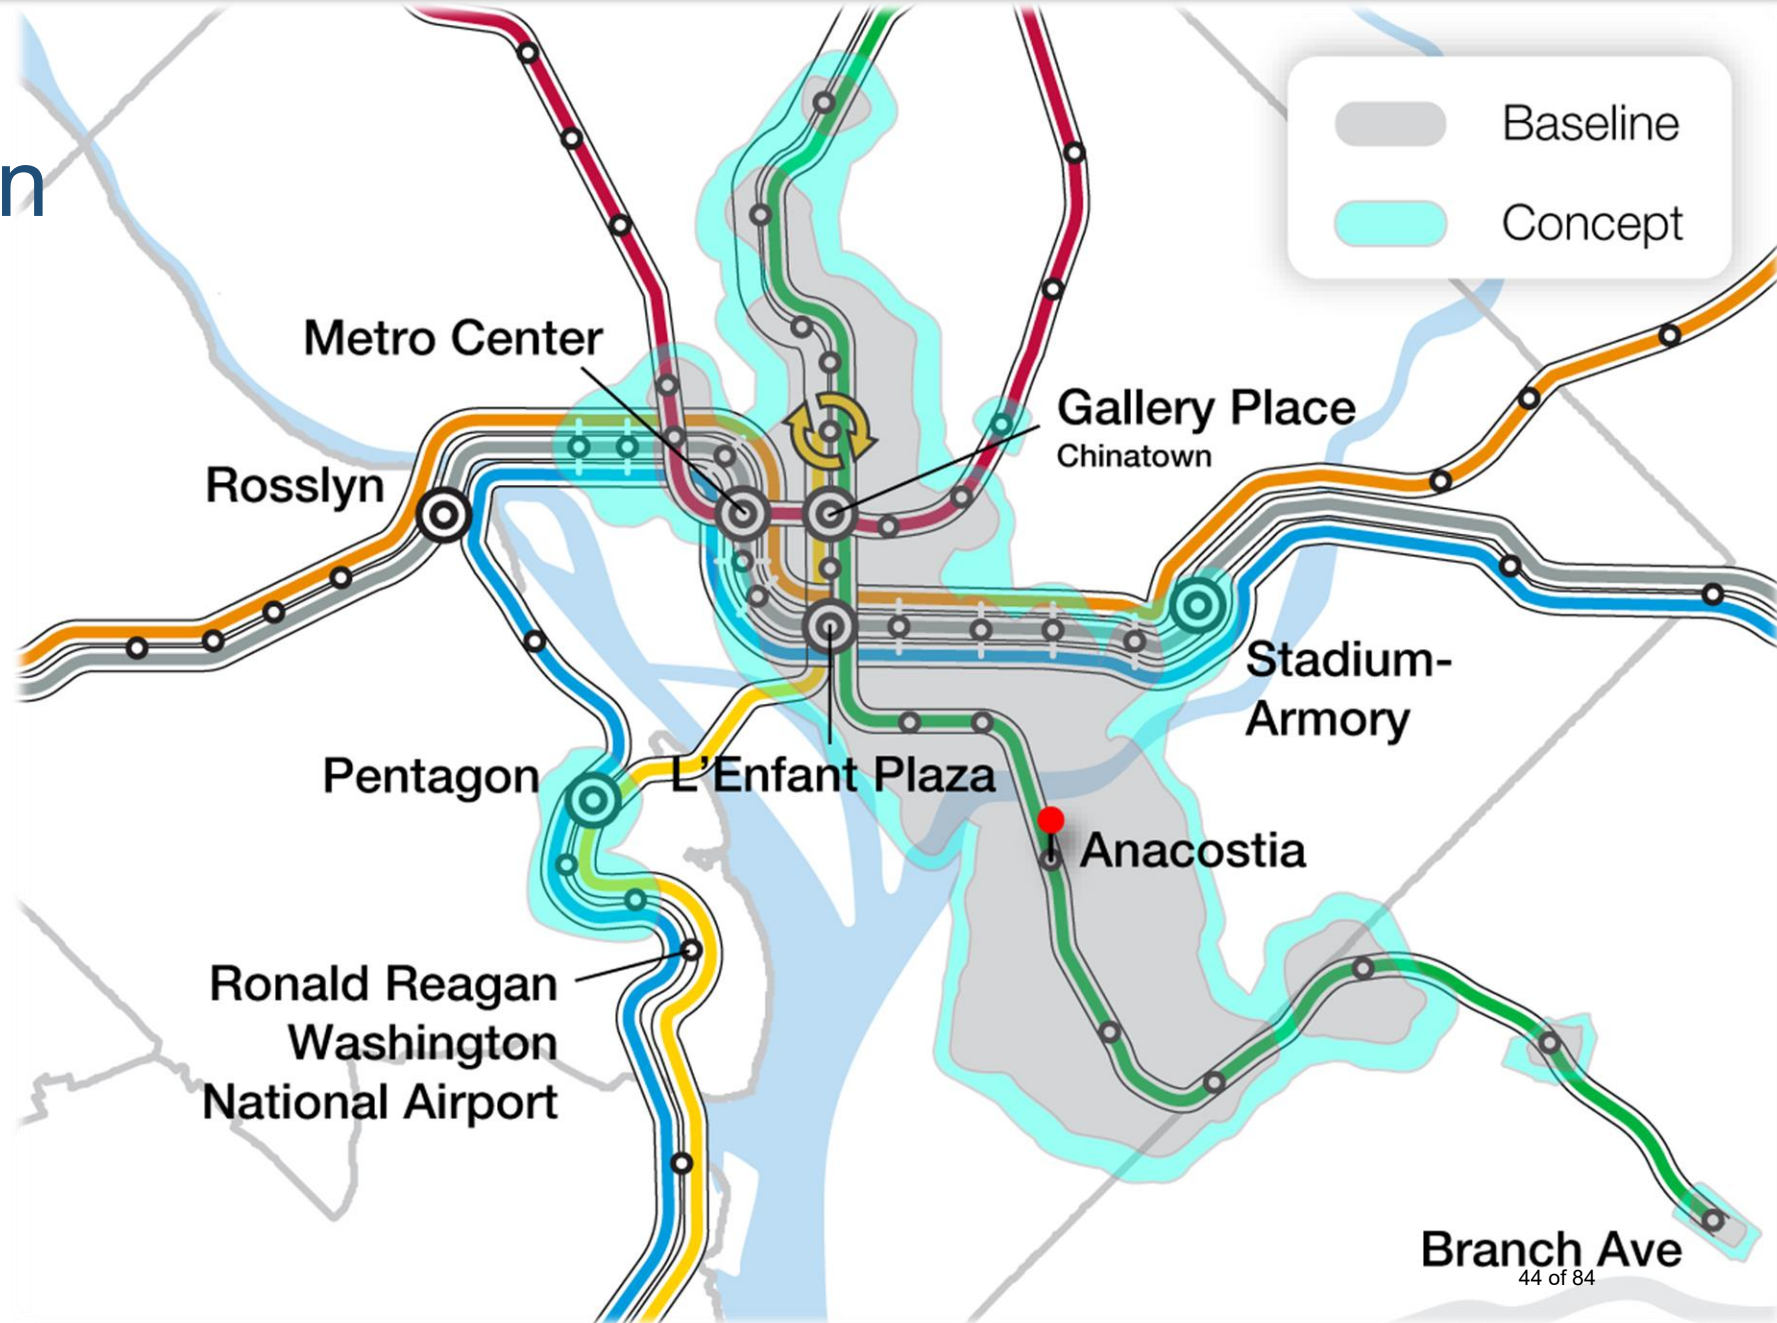 n
Baseline
Concept
Metro Center
Gallery Place
Chinatown
Rosslyn
Stadium-
Armory
Pentagon
L'Enfant Plaza
Anacostia
Ronald Reagan
Washington
National Airport
Branch Ave
44 of 84